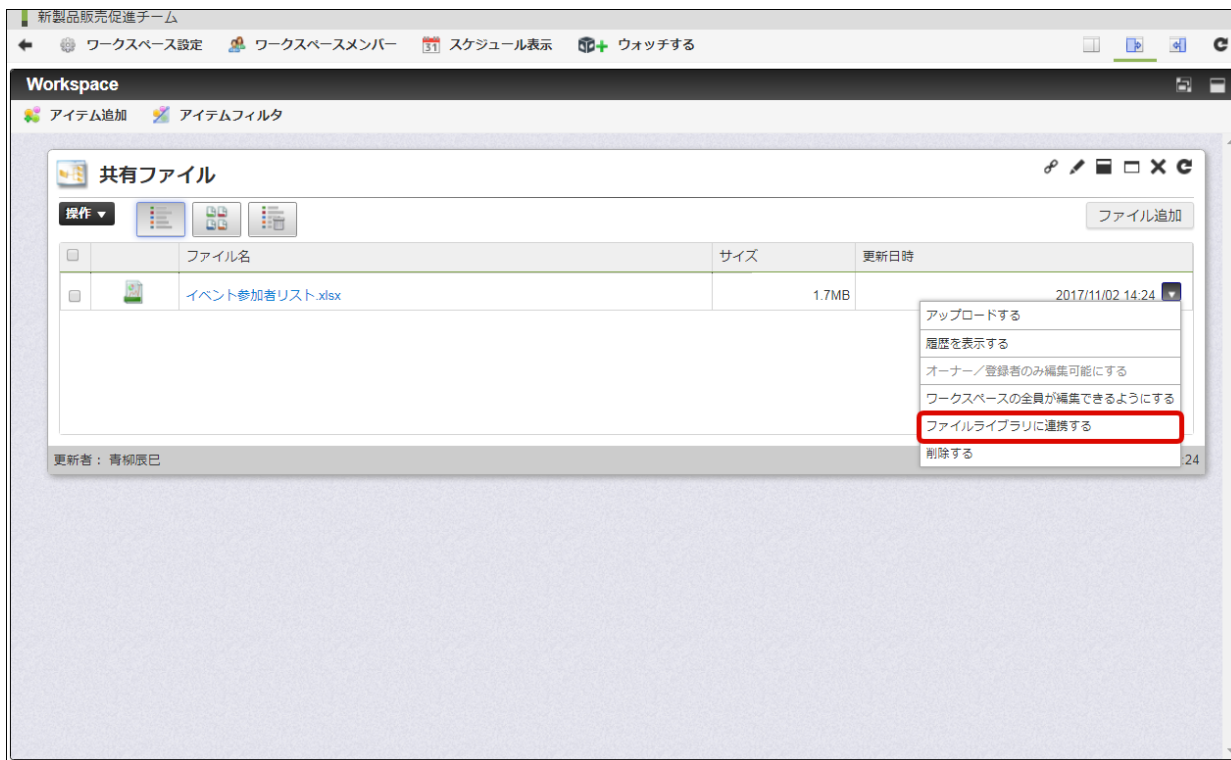 新製品販売促進チーム
ワークスペース設定 ワークスペースメンバー 31 スケジュール表示 ウォッチする
Workspace
アイテム追加 アイテムフィルタ
共有ファイル
操作 ▼ ファイル追加
ファイル名 サイズ 更新日時
イベント参加者リスト.xlsx 1.7MB 2017/11/02 14:24
アップロードする
履歴を表示する
オーナー／登録者のみ編集可能にする
ワークスペースの全員が編集できるようにする
ファイルライブラリに連携する
削除する
更新者： 青柳辰巳 :24